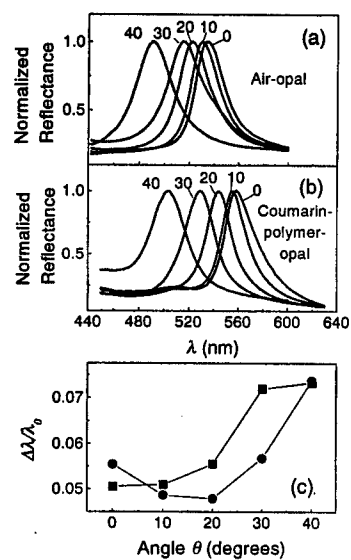 40 30 20 10 0 (a)
1.0
Normalized Reflectance
0.5
Air-opal
40 30 20 10 0 (b)
1.0
Normalized Reflectance
0.5
Coumarin-
polymer-
opal
440 480 520 560 600 640
λ (nm)
0.07
Δλ/λ₀
0.06
0.05
(c)
0 10 20 30 40
Angle θ (degrees)